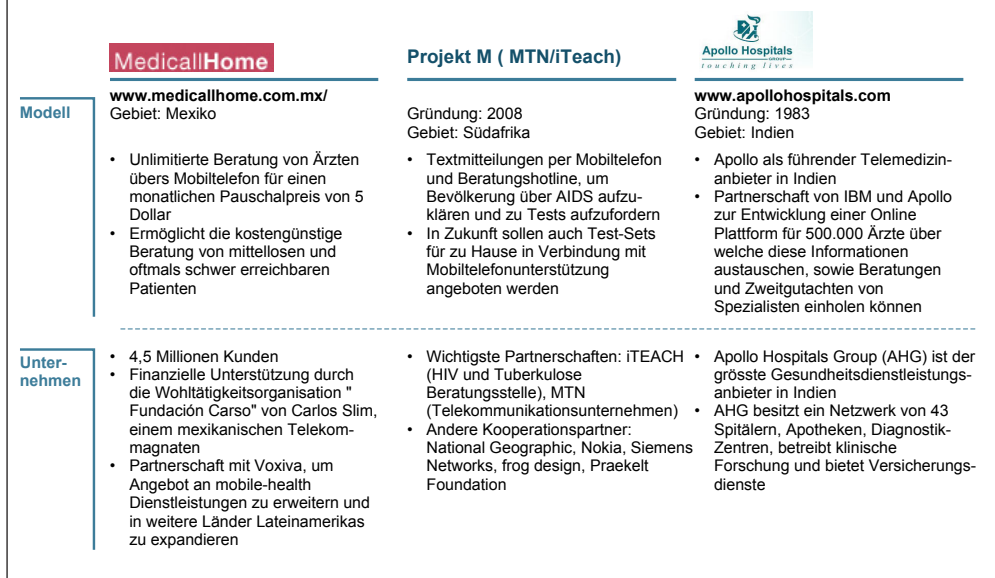 MedicallHome
Projekt M ( MTN/iTeach)
Apollo Hospitals
GROUP
touching lives
Modell
www.medicallhome.com.mx/
Gebiet: Mexiko
• Unlimitierte Beratung von Ärzten
übers Mobiltelefon für einen
monatlichen Pauschalpreis von 5
Dollar
• Ermöglicht die kostengünstige
Beratung von mittellosen und
oftmals schwer erreichbaren
Patienten
Gründung: 2008
Gebiet: Südafrika
• Textmitteilungen per Mobiltelefon
und Beratungshotline, um
Bevölkerung über AIDS aufzu-
klären und zu Tests aufzufordern
• In Zukunft sollen auch Test-Sets
für zu Hause in Verbindung mit
Mobiltelefonunterstützung
angeboten werden
www.apollohospitals.com
Gründung: 1983
Gebiet: Indien
• Apollo als führender Telemedizin-
anbieter in Indien
• Partnerschaft von IBM und Apollo
zur Entwicklung einer Online
Plattform für 500.000 Ärzte über
welche diese Informationen
austauschen, sowie Beratungen
und Zweitgutachten von
Spezialisten einholen können
Unter-
nehmen
• 4,5 Millionen Kunden
• Finanzielle Unterstützung durch
die Wohltätigkeitsorganisation "
Fundación Carso" von Carlos Slim,
einem mexikanischen Telekom-
magnaten
• Partnerschaft mit Voxiva, um
Angebot an mobile-health
Dienstleistungen zu erweitern und
in weitere Länder Lateinamerikas
zu expandieren
• Wichtigste Partnerschaften: iTEACH
(HIV und Tuberkulose
Beratungsstelle), MTN
(Telekommunikationsunternehmen)
• Andere Kooperationspartner:
National Geographic, Nokia, Siemens
Networks, frog design, Praekelt
Foundation
• Apollo Hospitals Group (AHG) ist der
grösste Gesundheitsdienstleistungs-
anbieter in Indien
• AHG besitzt ein Netzwerk von 43
Spitälern, Apotheken, Diagnostik-
Zentren, betreibt klinische
Forschung und bietet Versicherungs-
dienste